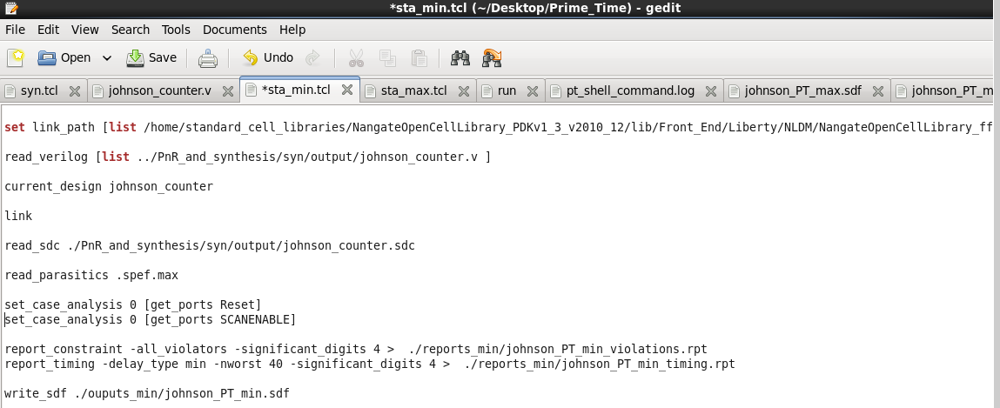 *sta_min.tcl (~/Desktop/Prime_Time) - gedit
File Edit View Search Tools Documents Help
Open Save Undo
syn.tcl johnson_counter.v *sta_min.tcl sta_max.tcl run pt_shell_command.log johnson_PT_max.sdf johnson_PT_m
set link_path [list /home/standard_cell_libraries/NangateOpenCellLibrary_PDKv1_3_v2010_12/lib/Front_End/Liberty/NLDM/NangateOpenCellLibrary_ff
read_verilog [list ../PnR_and_synthesis/syn/output/johnson_counter.v ]
current_design johnson_counter
link
read_sdc ./PnR_and_synthesis/syn/output/johnson_counter.sdc
read_parasitics .spef.max
set_case_analysis 0 [get_ports Reset]
set_case_analysis 0 [get_ports SCANENABLE]
report_constraint -all_violators -significant_digits 4 >  ./reports_min/johnson_PT_min_violations.rpt
report_timing -delay_type min -nworst 40 -significant_digits 4 >  ./reports_min/johnson_PT_min_timing.rpt
write_sdf ./ouputs_min/johnson_PT_min.sdf